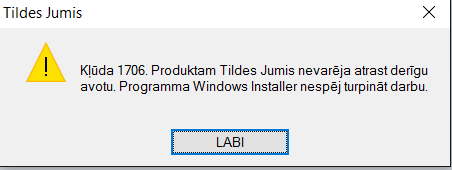 Tildes Jumis
Kļūda 1706. Produktam Tildes Jumis nevarēja atrast derīgu
avotu. Programma Windows Installer nespēj turpināt darbu.
LABI